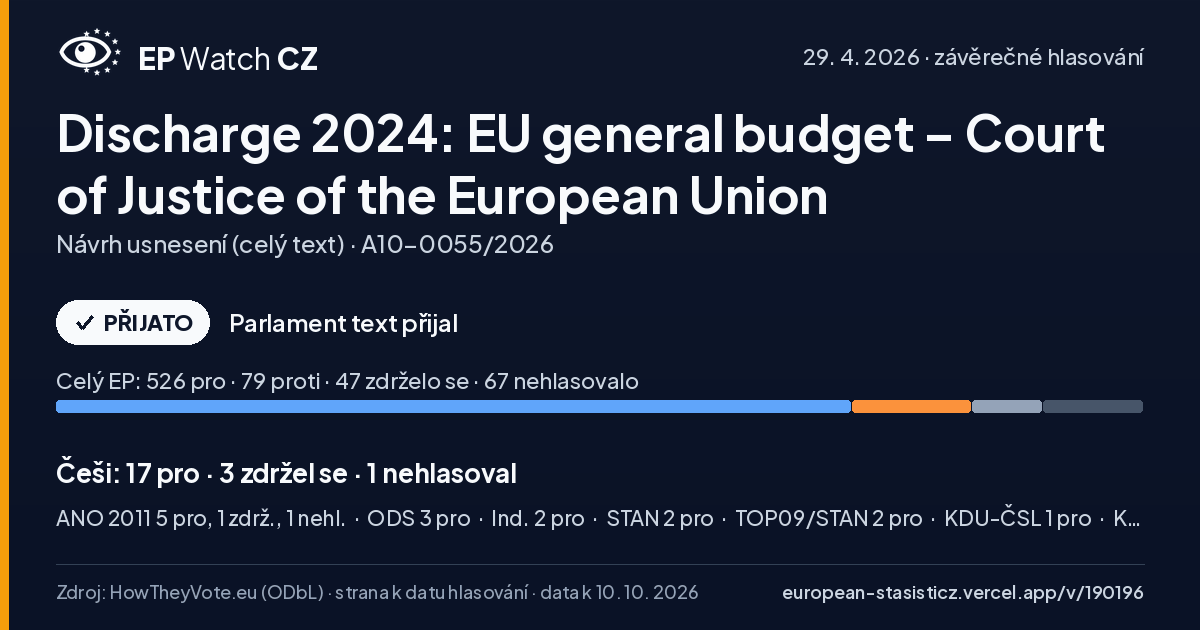 EP Watch CZ
29. 4. 2026 · závěrečné hlasování
Discharge 2024: EU general budget – Court
of Justice of the European Union
Návrh usnesení (celý text) · A10-0055/2026
✓ PŘIJATO
Parlament text přijal
Celý EP: 526 pro · 79 proti · 47 zdrželo se · 67 nehlasovalo
Češi: 17 pro · 3 zdržel se · 1 nehlasoval
ANO 2011 5 pro, 1 zdrž., 1 nehl. · ODS 3 pro · Ind. 2 pro · STAN 2 pro · TOP09/STAN 2 pro · KDU-ČSL 1 pro · K…
Zdroj: HowTheyVote.eu (ODbL) · strana k datu hlasování · data k 10. 10. 2026
european-stasisticz.vercel.app/v/190196